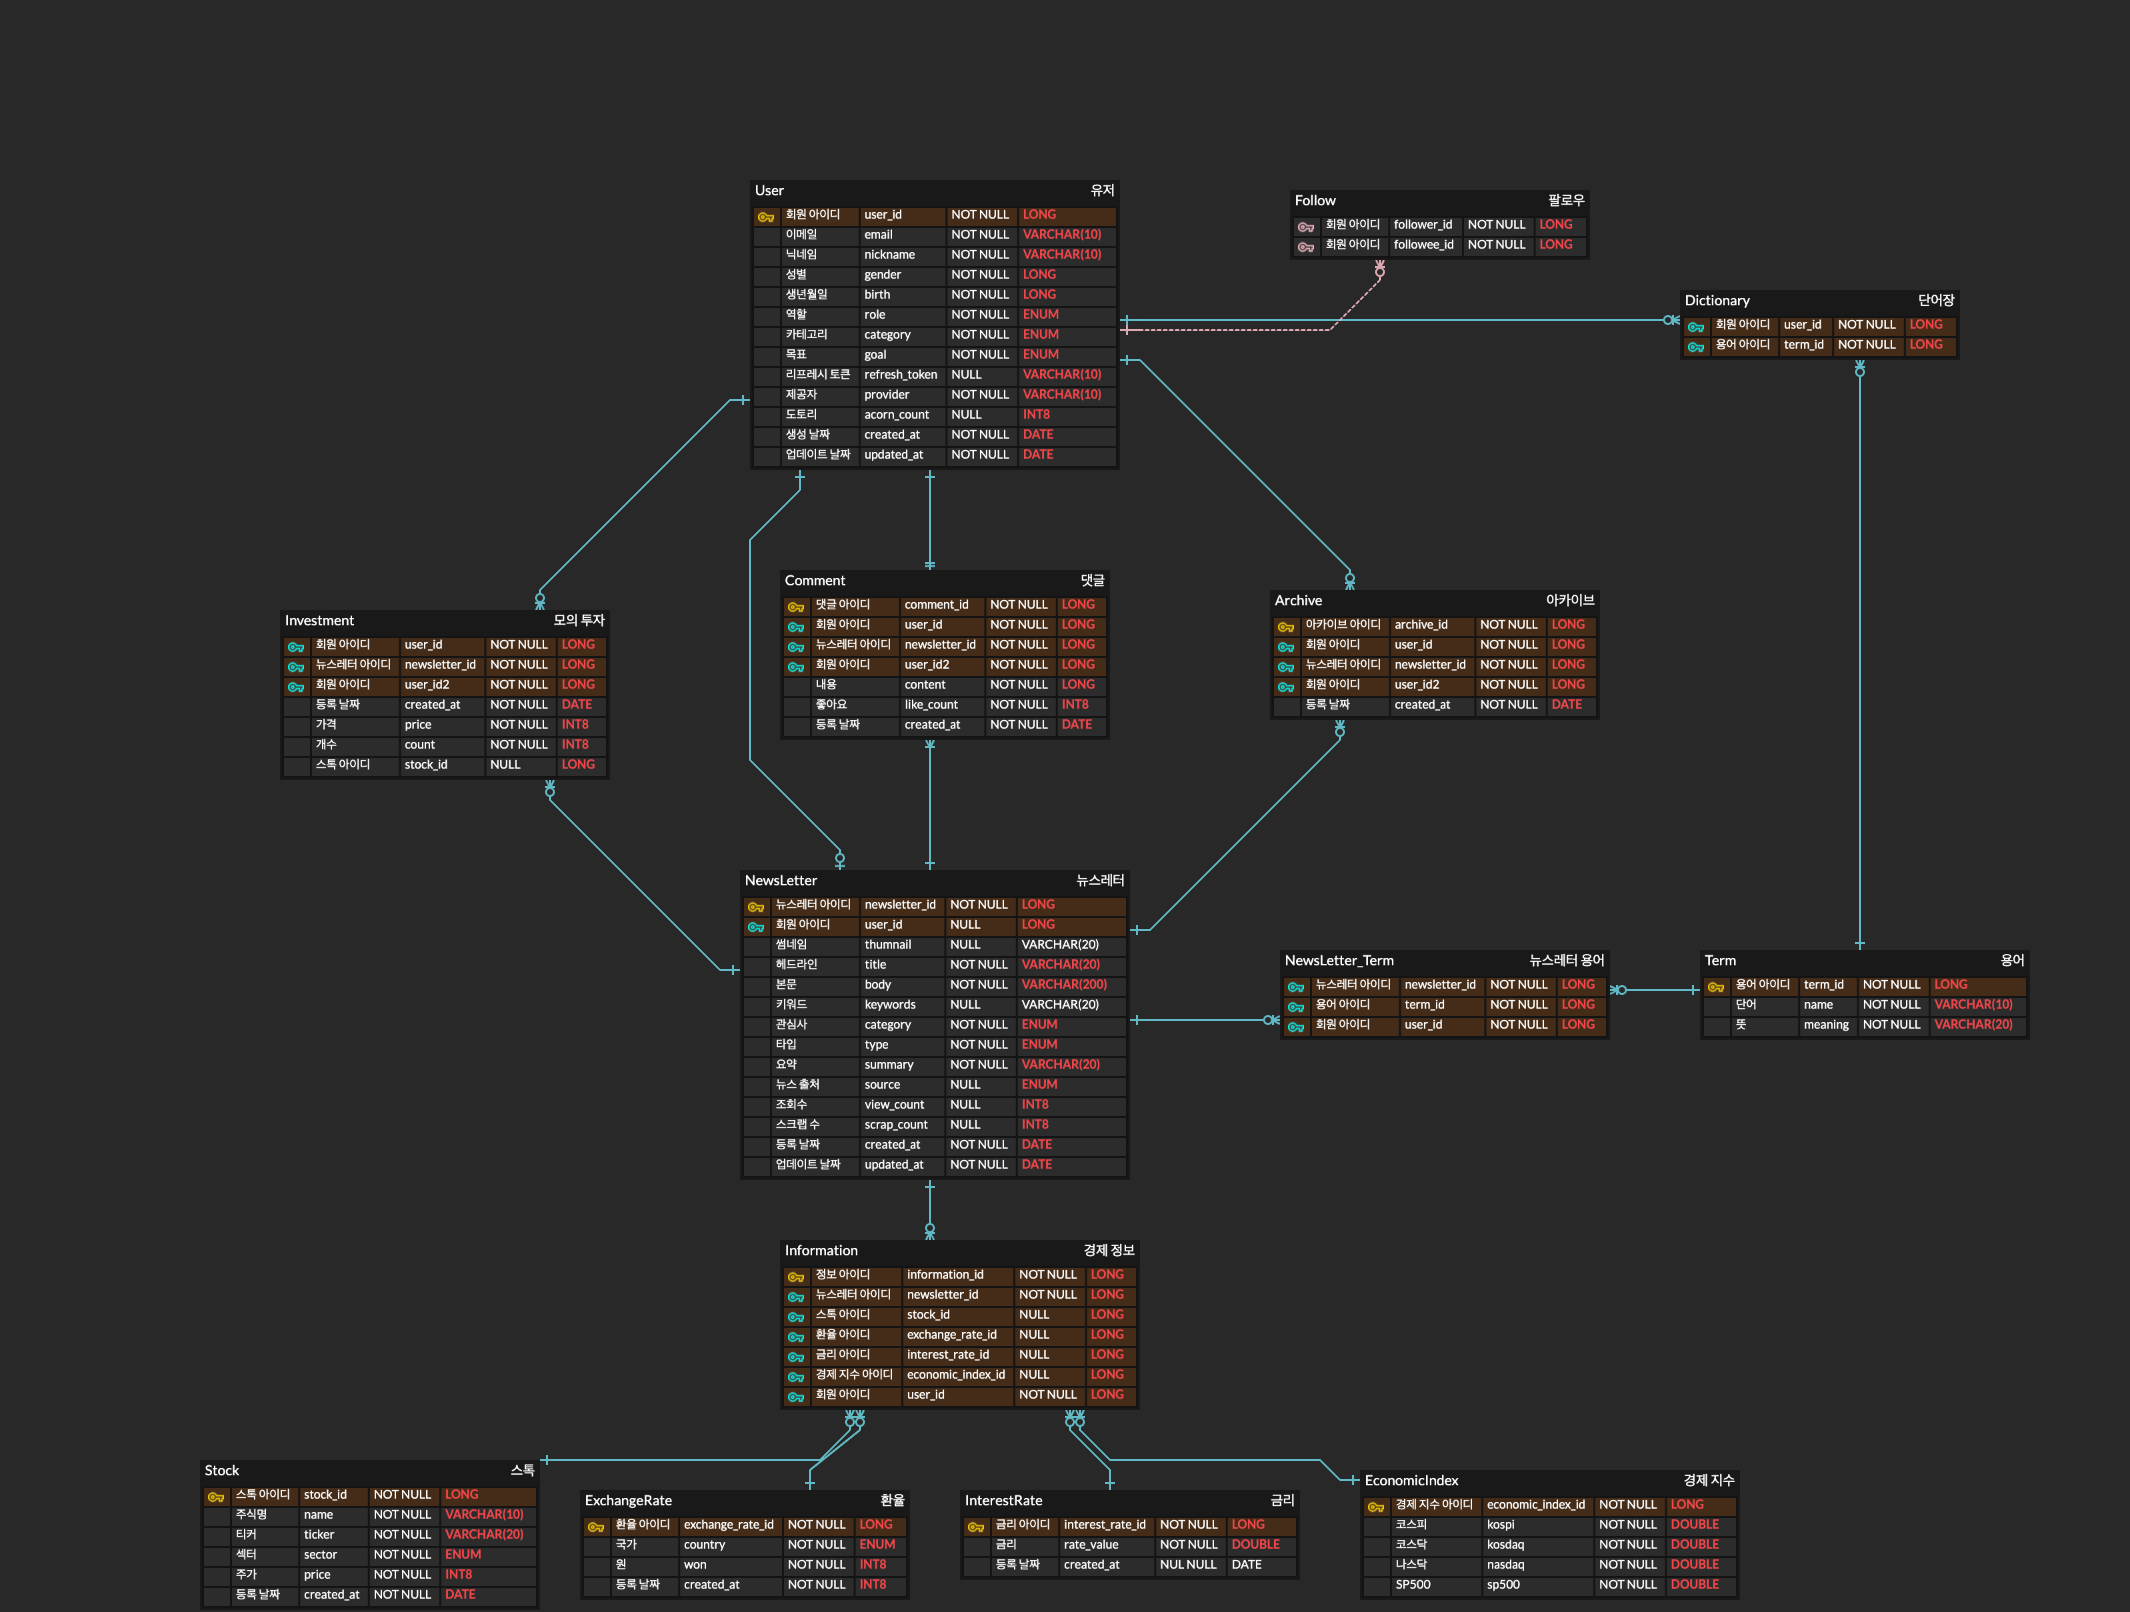 User 유저
회원 아이디 user_id NOT NULL LONG
이메일 email NOT NULL VARCHAR(10)
닉네임 nickname NOT NULL VARCHAR(10)
성별 gender NOT NULL LONG
생년월일 birth NOT NULL LONG
역할 role NOT NULL ENUM
카테고리 category NOT NULL ENUM
목표 goal NOT NULL ENUM
리프레시 토큰 refresh_token NULL VARCHAR(10)
제공자 provider NOT NULL VARCHAR(10)
도토리 acorn_count NULL INT8
생성 날짜 created_at NOT NULL DATE
업데이트 날짜 updated_at NOT NULL DATE
Follow 팔로우
회원 아이디 follower_id NOT NULL LONG
회원 아이디 followee_id NOT NULL LONG
Dictionary 단어장
회원 아이디 user_id NOT NULL LONG
용어 아이디 term_id NOT NULL LONG
Investment 모의 투자
회원 아이디 user_id NOT NULL LONG
뉴스레터 아이디 newsletter_id NOT NULL LONG
회원 아이디 user_id2 NOT NULL LONG
등록 날짜 created_at NOT NULL DATE
가격 price NOT NULL INT8
개수 count NOT NULL INT8
스톡 아이디 stock_id NULL LONG
Comment 댓글
댓글 아이디 comment_id NOT NULL LONG
회원 아이디 user_id NOT NULL LONG
뉴스레터 아이디 newsletter_id NOT NULL LONG
회원 아이디 user_id2 NOT NULL LONG
내용 content NOT NULL LONG
좋아요 like_count NOT NULL INT8
등록 날짜 created_at NOT NULL DATE
Archive 아카이브
아카이브 아이디 archive_id NOT NULL LONG
회원 아이디 user_id NOT NULL LONG
뉴스레터 아이디 newsletter_id NOT NULL LONG
회원 아이디 user_id2 NOT NULL LONG
등록 날짜 created_at NOT NULL DATE
NewsLetter 뉴스레터
뉴스레터 아이디 newsletter_id NOT NULL LONG
회원 아이디 user_id NULL LONG
썸네임 thumnail NULL VARCHAR(20)
헤드라인 title NOT NULL VARCHAR(20)
본문 body NOT NULL VARCHAR(200)
키워드 keywords NULL VARCHAR(20)
관심사 category NOT NULL ENUM
타입 type NOT NULL ENUM
요약 summary NOT NULL VARCHAR(20)
뉴스 출처 source NULL ENUM
조회수 view_count NULL INT8
스크랩 수 scrap_count NULL INT8
등록 날짜 created_at NOT NULL DATE
업데이트 날짜 updated_at NOT NULL DATE
NewsLetter_Term 뉴스레터 용어
뉴스레터 아이디 newsletter_id NOT NULL LONG
용어 아이디 term_id NOT NULL LONG
회원 아이디 user_id NOT NULL LONG
Term 용어
용어 아이디 term_id NOT NULL LONG
단어 name NOT NULL VARCHAR(10)
뜻 meaning NOT NULL VARCHAR(20)
Information 경제 정보
정보 아이디 information_id NOT NULL LONG
뉴스레터 아이디 newsletter_id NOT NULL LONG
스톡 아이디 stock_id NULL LONG
환율 아이디 exchange_rate_id NULL LONG
금리 아이디 interest_rate_id NULL LONG
경제 지수 아이디 economic_index_id NULL LONG
회원 아이디 user_id NOT NULL LONG
Stock 스톡
스톡 아이디 stock_id NOT NULL LONG
주식명 name NOT NULL VARCHAR(10)
티커 ticker NOT NULL VARCHAR(20)
섹터 sector NOT NULL ENUM
주가 price NOT NULL INT8
등록 날짜 created_at NOT NULL DATE
ExchangeRate 환율
환율 아이디 exchange_rate_id NOT NULL LONG
국가 country NOT NULL ENUM
원 won NOT NULL INT8
등록 날짜 created_at NOT NULL INT8
InterestRate 금리
금리 아이디 interest_rate_id NOT NULL LONG
금리 rate_value NOT NULL DOUBLE
등록 날짜 created_at NUL NULL DATE
EconomicIndex 경제 지수
경제 지수 아이디 economic_index_id NOT NULL LONG
코스피 kospi NOT NULL DOUBLE
코스닥 kosdaq NOT NULL DOUBLE
나스닥 nasdaq NOT NULL DOUBLE
SP500 sp500 NOT NULL DOUBLE